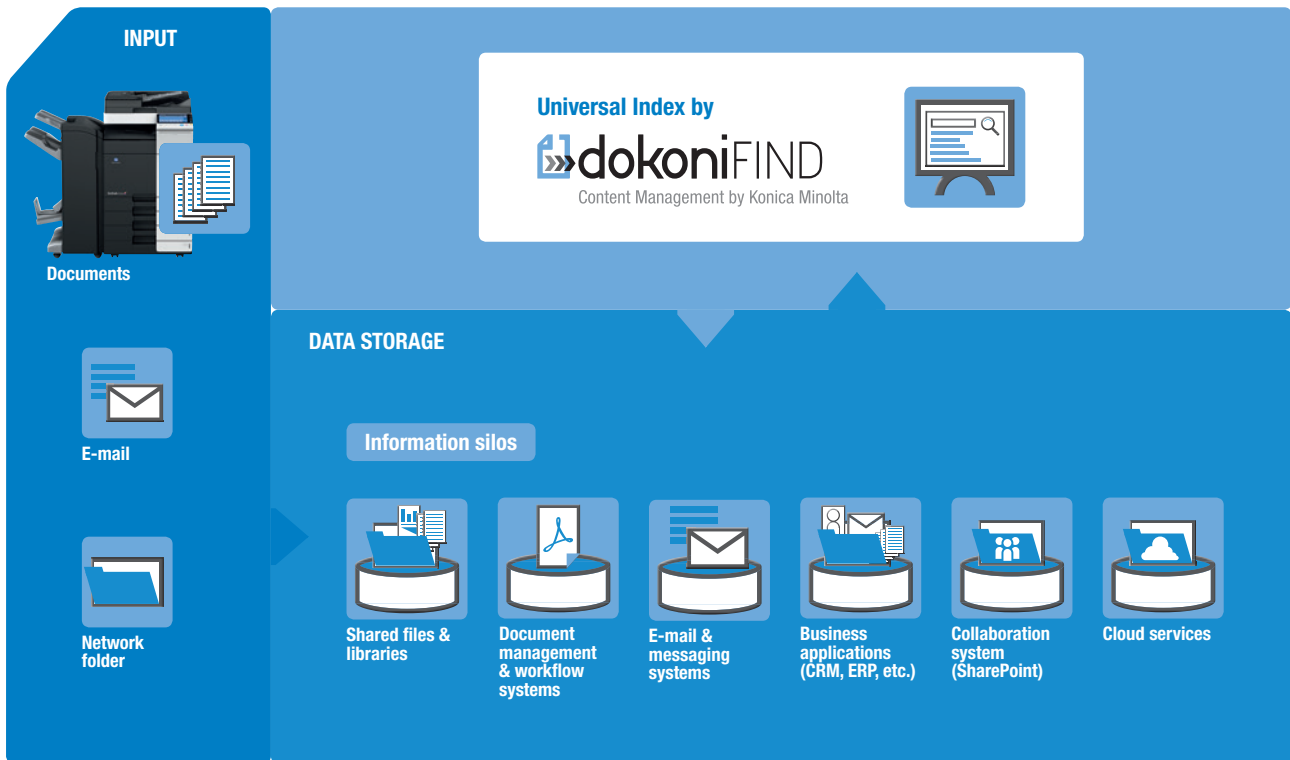 INPUT
Documents
E-mail
Network
folder
Universal Index by
dokoniFIND
Content Management by Konica Minolta
DATA STORAGE
Information silos
Shared files &
libraries
Document
management
& workflow
systems
E-mail &
messaging
systems
Business
applications
(CRM, ERP, etc.)
Collaboration
system
(SharePoint)
Cloud services